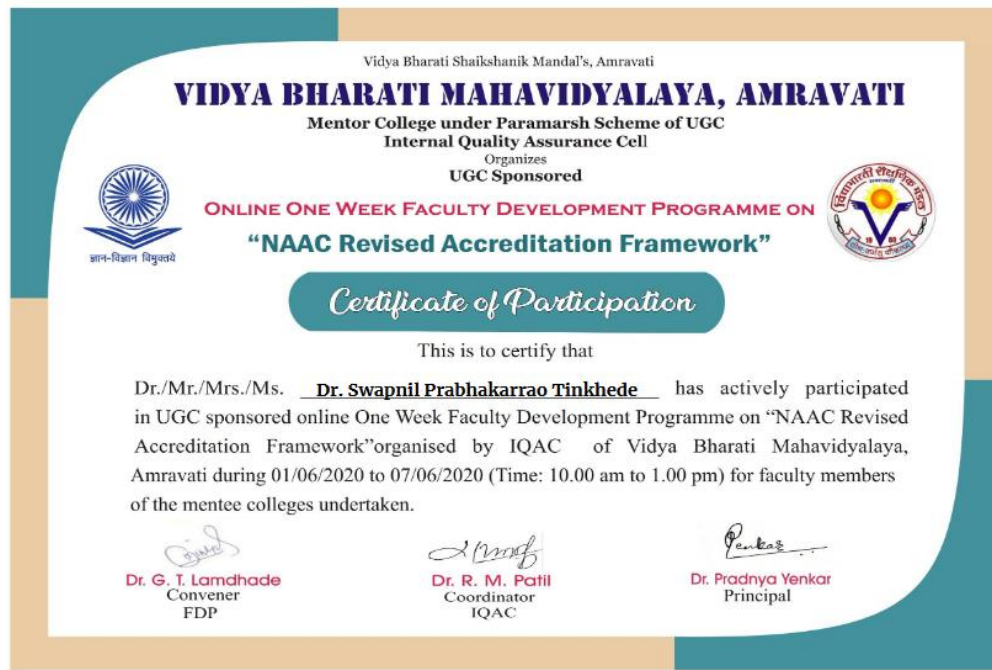 Vidya Bharati Shaikshanik Mandal's, Amravati
VIDYA BHARATI MAHAVIDYALAYA, AMRAVATI
Mentor College under Paramarsh Scheme of UGC
Internal Quality Assurance Cell
Organizes
UGC Sponsored
ONLINE ONE WEEK FACULTY DEVELOPMENT PROGRAMME ON
“NAAC Revised Accreditation Framework”
ज्ञान-विज्ञान विमुक्तये
Certificate of Participation
This is to certify that
Dr./Mr./Mrs./Ms. Dr. Swapnil Prabhakarrao Tinkhede has actively participated
in UGC sponsored online One Week Faculty Development Programme on “NAAC Revised
Accreditation Framework”organised by IQAC of Vidya Bharati Mahavidyalaya,
Amravati during 01/06/2020 to 07/06/2020 (Time: 10.00 am to 1.00 pm) for faculty members
of the mentee colleges undertaken.
Dr. G. T. Lamdhade
Convener
FDP
Dr. R. M. Patil
Coordinator
IQAC
Yenkar
Dr. Pradnya Yenkar
Principal